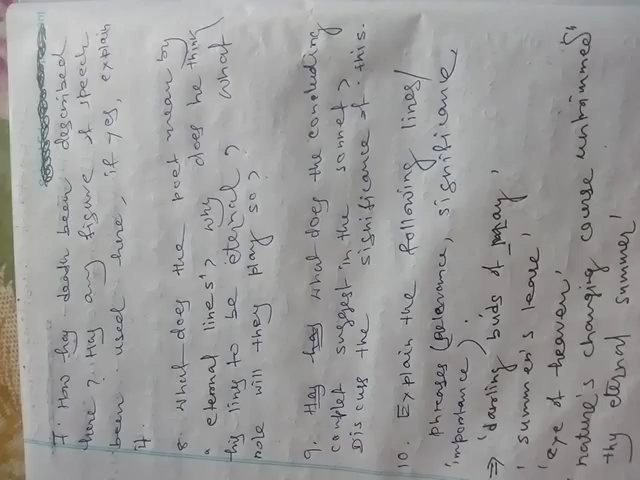 7. How has death been described
here? Has any figure of speech
been used here, if yes, explain
it.
8. What does the poet mean by
"eternal lines'? Why does he think
his lines to be eternal? What
role will they play so?
9. What does the concluding
couplet suggest in the sonnet?
Discuss the significance of this.
10. Explain the following lines/
phrases (relevance, significance,
importance):
⇒ 'darling buds of may',
'summer's lease',
'eye of heaven',
'nature's changing course untrimmed',
thy eternal summer'